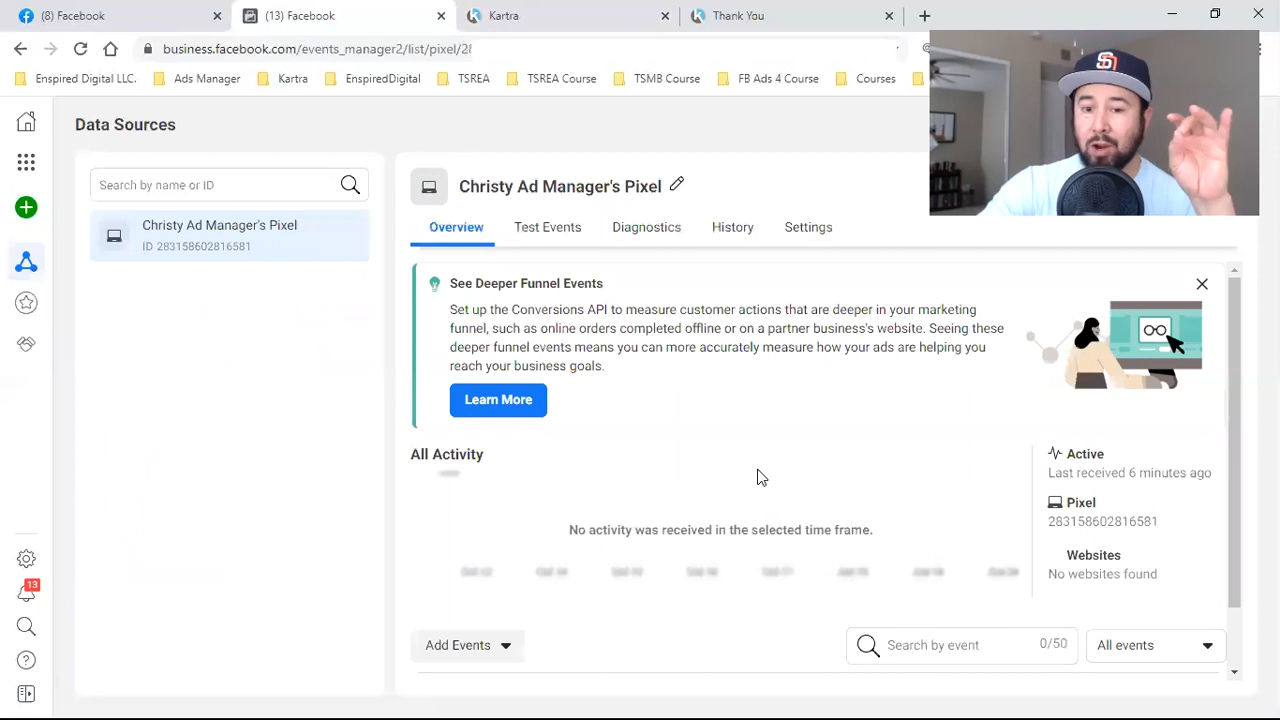 (8) Facebook
(13) Facebook
Kartra
Thank You
business.facebook.com/events_manager2/list/pixel/28
Enspired Digital LLC.
Ads Manager
Kartra
EnspiredDigital
TSREA
TSREA Course
TSMB Course
FB Ads 4 Course
Courses
Data Sources
Search by name or ID
Christy Ad Manager's Pixel
ID 283158602816581
Christy Ad Manager's Pixel
Overview
Test Events
Diagnostics
History
Settings
See Deeper Funnel Events
Set up the Conversions API to measure customer actions that are deeper in your marketing
funnel, such as online orders completed offline or on a partner business's website. Seeing these
deeper funnel events means you can more accurately measure how your ads are helping you
reach your business goals.
Learn More
All Activity
No activity was received in the selected time frame.
Active
Last received 6 minutes ago
Pixel
283158602816581
Websites
No websites found
Add Events
Search by event
0/50
All events
13